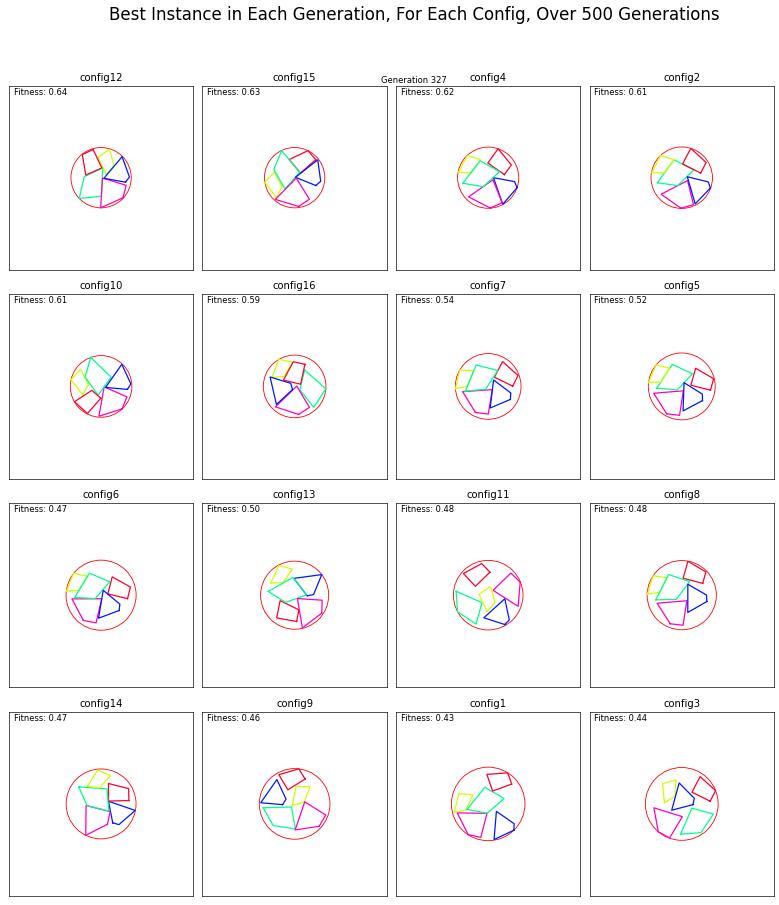 Best Instance in Each Generation, For Each Config, Over 500 Generations
Generation 327
config12
Fitness: 0.64
config15
Fitness: 0.63
config4
Fitness: 0.62
config2
Fitness: 0.61
config10
Fitness: 0.61
config16
Fitness: 0.59
config7
Fitness: 0.54
config5
Fitness: 0.52
config6
Fitness: 0.47
config13
Fitness: 0.50
config11
Fitness: 0.48
config8
Fitness: 0.48
config14
Fitness: 0.47
config9
Fitness: 0.46
config1
Fitness: 0.43
config3
Fitness: 0.44